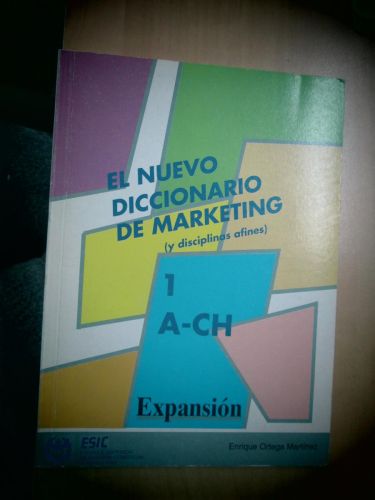 EL NUEVO
DICCIONARIO
DE MARKETING
(y disciplinas afines)
1
A-CH
Expansión
Enrique Ortega Martínez
ESIC